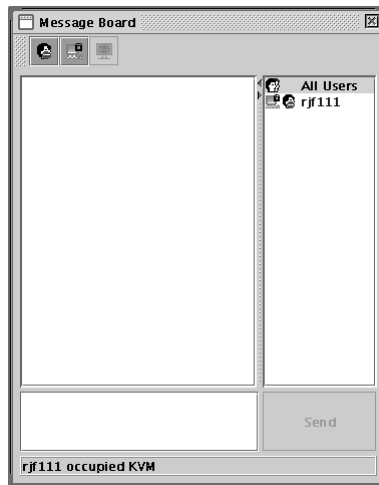 Message Board
All Users
rjf111
Send
rjf111 occupied KVM